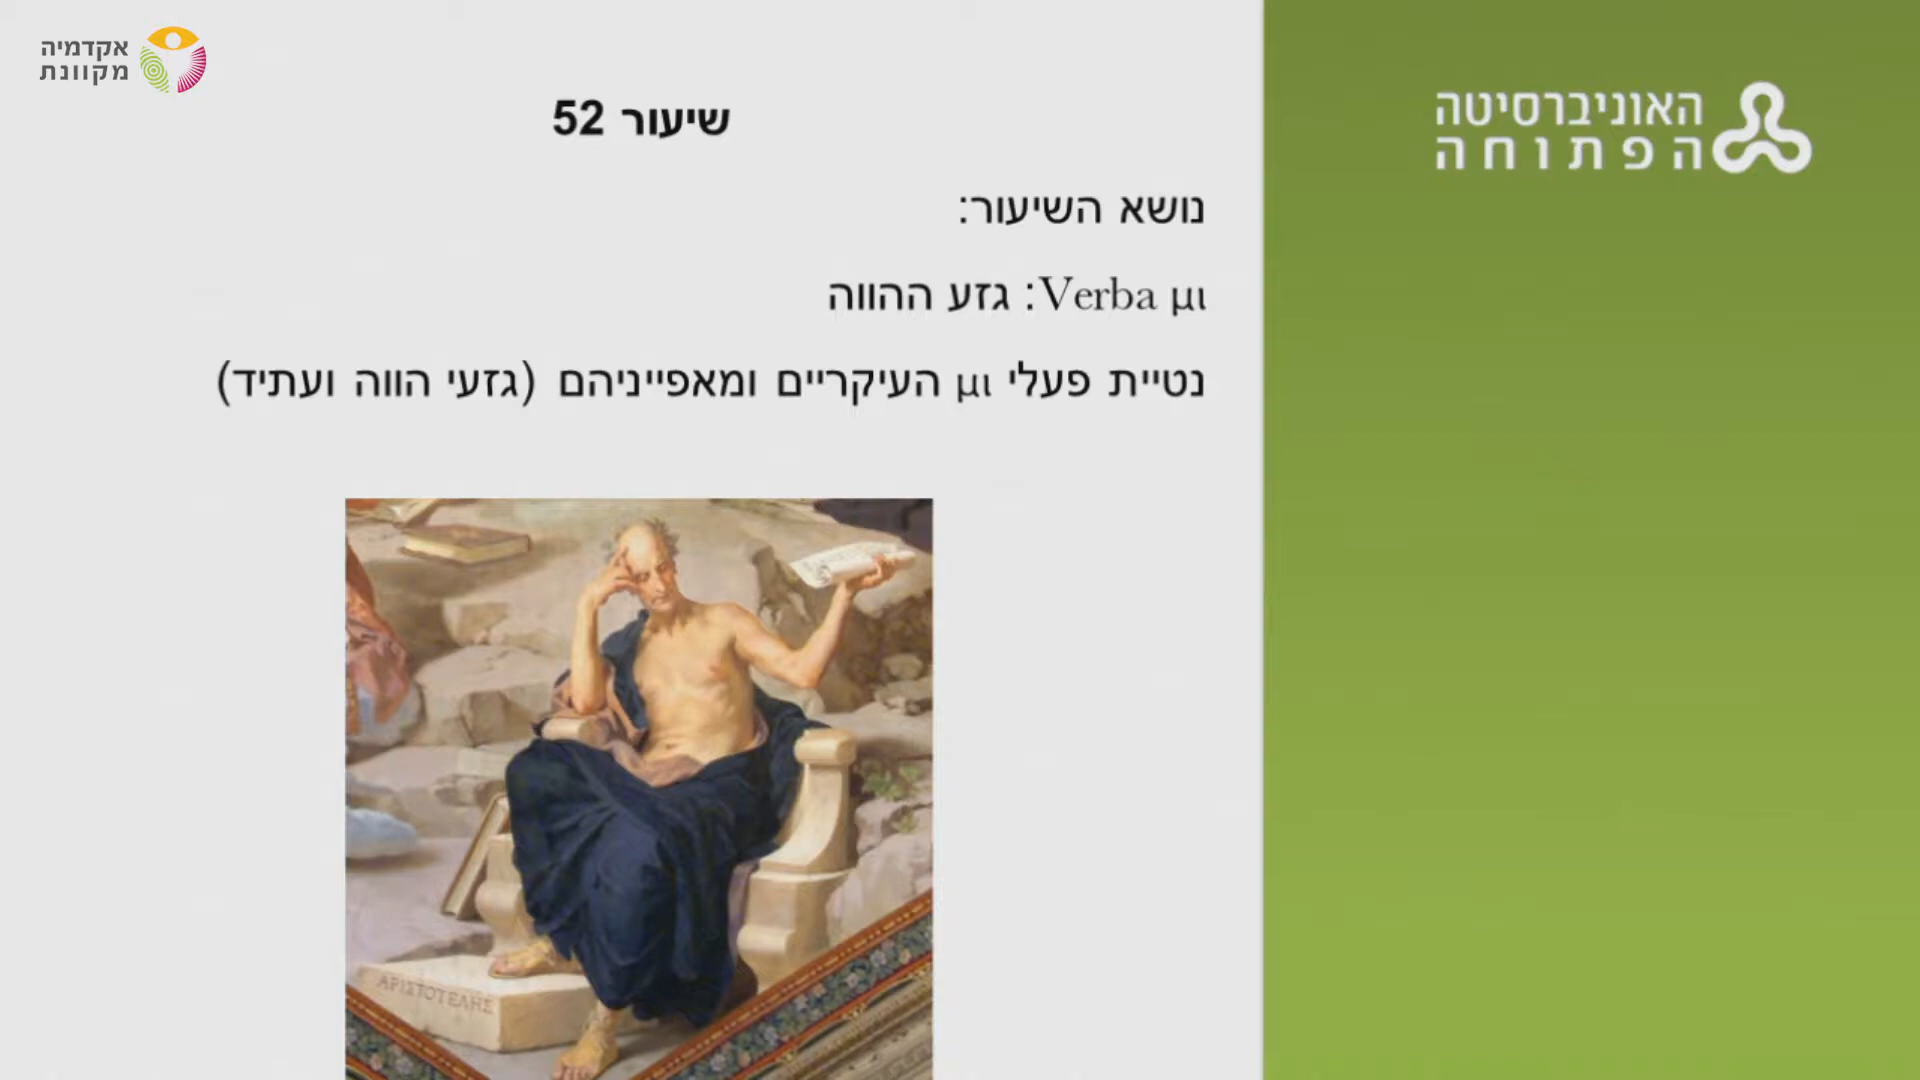 אקדמיה
מקוונת
האוניברסיטה
הפתוחה
שיעור 52
נושא השיעור:
Verba μι: גזע ההווה
נטיית פעלי μι העיקריים ומאפייניהם (גזעי הווה ועתיד)
ΑΡΙΣΤΟΤΕΛΗΣ